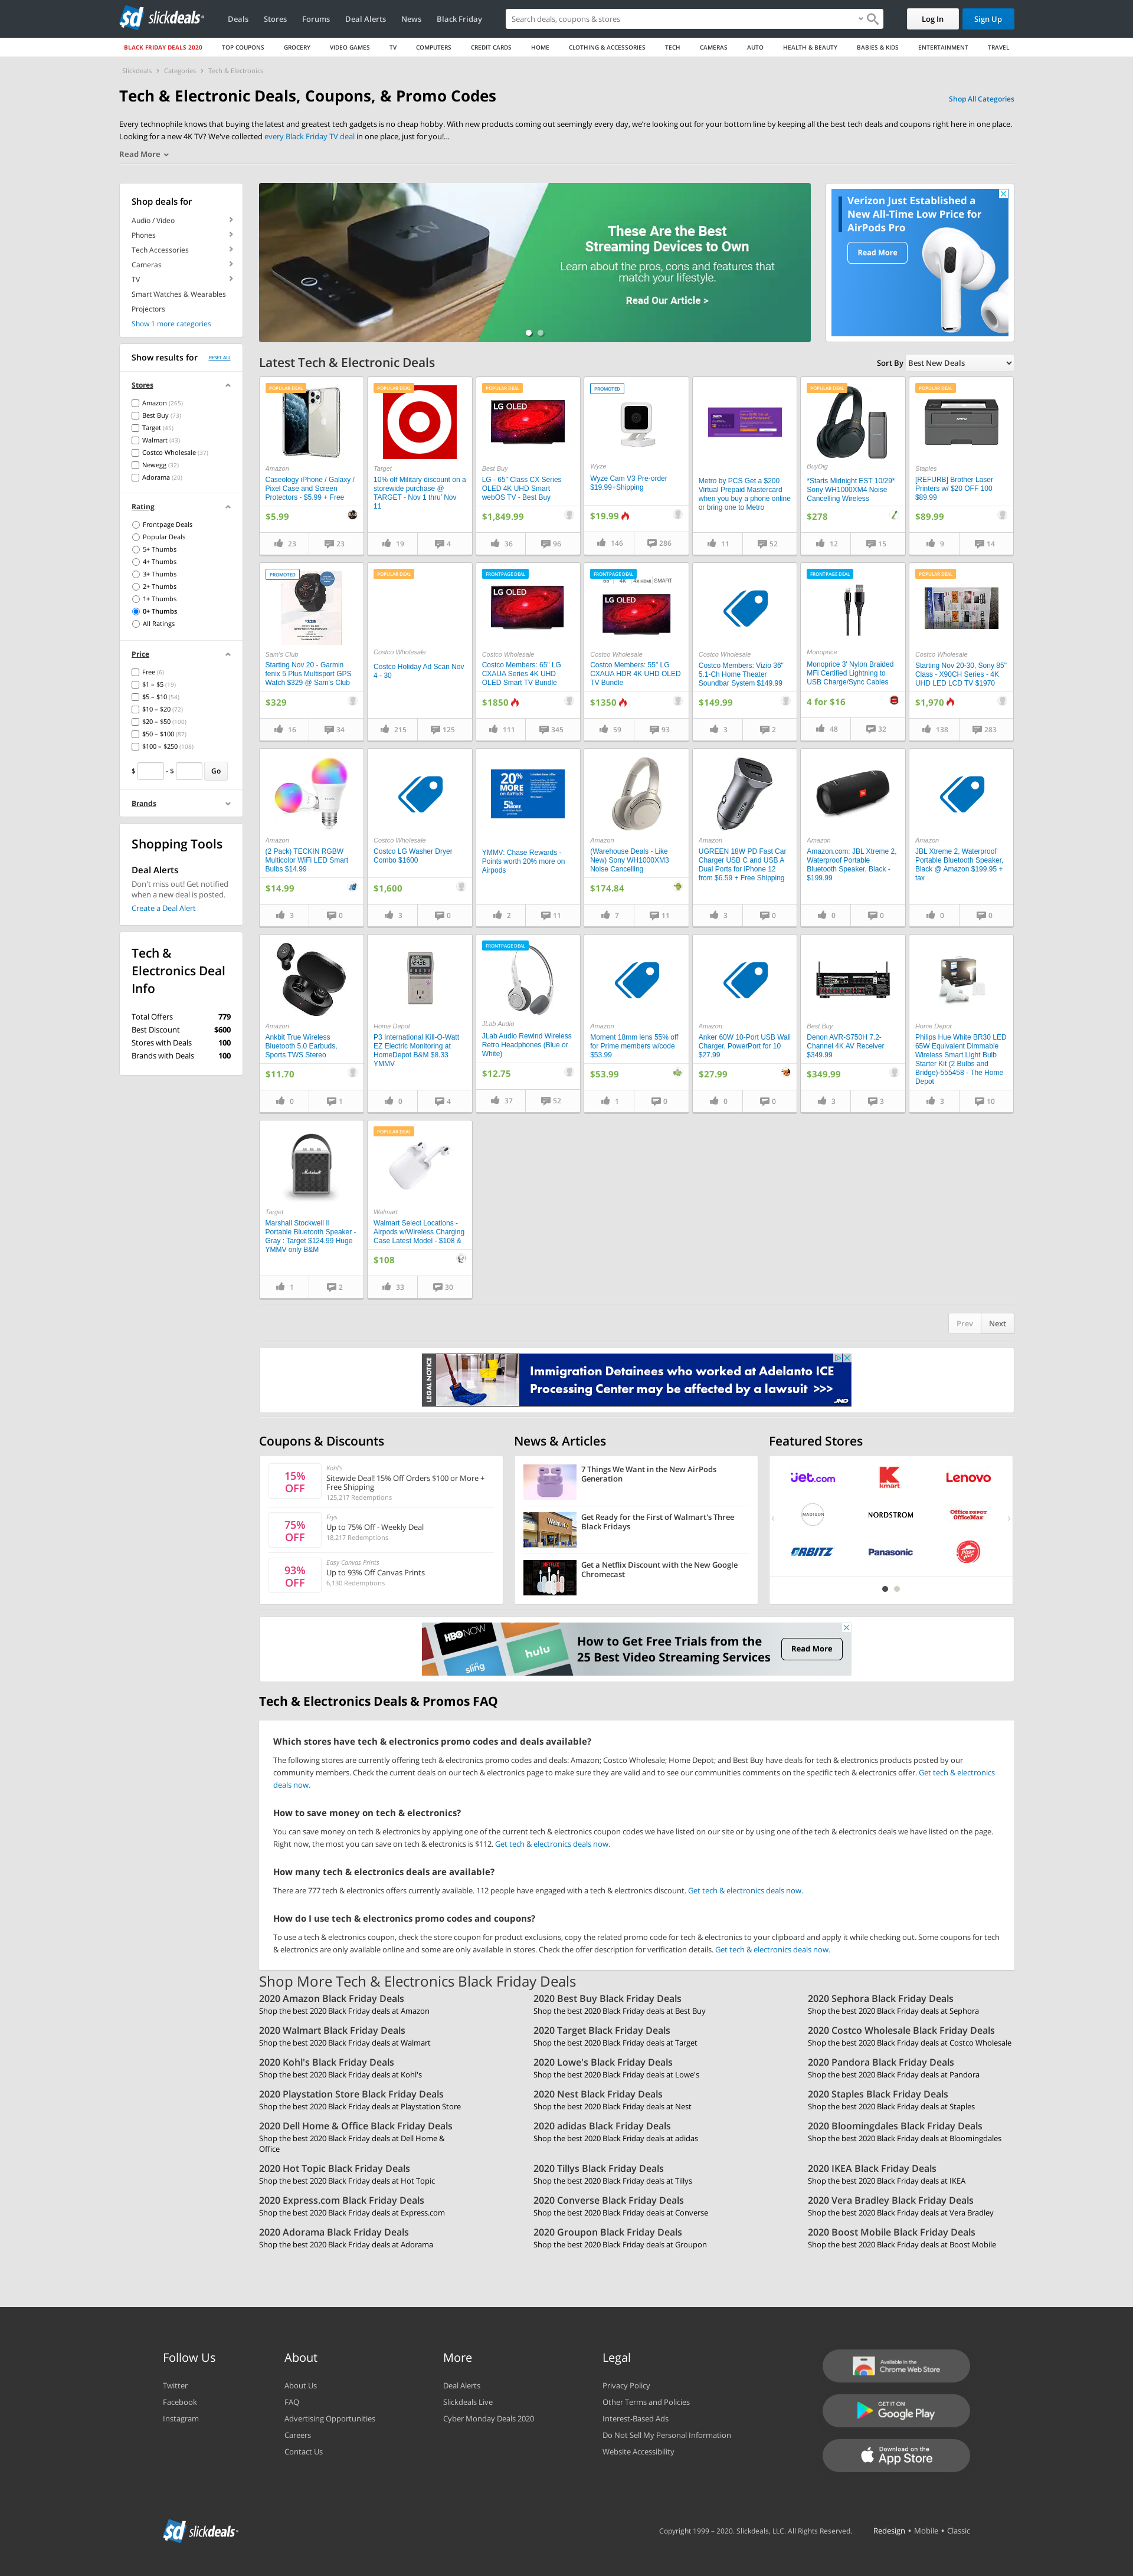 slickdeals
Deals
Stores
Forums
Deal Alerts
News
Black Friday
Search deals, coupons & stores
Log In
Sign Up
BLACK FRIDAY DEALS 2020
TOP COUPONS
GROCERY
VIDEO GAMES
TV
COMPUTERS
CREDIT CARDS
HOME
CLOTHING & ACCESSORIES
TECH
CAMERAS
AUTO
HEALTH & BEAUTY
BABIES & KIDS
ENTERTAINMENT
TRAVEL
Slickdeals > Categories > Tech & Electronics
Tech & Electronic Deals, Coupons, & Promo Codes
Shop All Categories
Every technophile knows that buying the latest and greatest tech gadgets is no cheap hobby. With new products coming out seemingly every day, we're looking out for your bottom line by keeping all the best tech deals and coupons right here in one place.
Looking for a new 4K TV? We've collected every Black Friday TV deal in one place, just for you!...
Read More
Shop deals for
Audio / Video
Phones
Tech Accessories
Cameras
TV
Smart Watches & Wearables
Projectors
Show 1 more categories
These Are the Best
Streaming Devices to Own
Learn about the pros, cons and features that
match your lifestyle.
Read Our Article >
Verizon Just Established a
New All-Time Low Price for
AirPods Pro
Read More
Show results for
RESET ALL
Stores
Amazon (265)
Best Buy (73)
Target (45)
Walmart (43)
Costco Wholesale (37)
Newegg (32)
Adorama (20)
Rating
Frontpage Deals
Popular Deals
5+ Thumbs
4+ Thumbs
3+ Thumbs
2+ Thumbs
1+ Thumbs
0+ Thumbs
All Ratings
Price
Free (6)
$1 – $5 (19)
$5 – $10 (54)
$10 – $20 (72)
$20 – $50 (100)
$50 – $100 (87)
$100 – $250 (108)
$ - $ Go
Brands
Shopping Tools
Deal Alerts
Don't miss out! Get notified
when a new deal is posted.
Create a Deal Alert
Tech &
Electronics Deal
Info
Total Offers 779
Best Discount $600
Stores with Deals 100
Brands with Deals 100
Latest Tech & Electronic Deals
Sort By Best New Deals
POPULAR DEAL
Amazon
Caseology iPhone / Galaxy /
Pixel Case and Screen
Protectors - $5.99 + Free
$5.99
23 23
POPULAR DEAL
Target
10% off Military discount on a
storewide purchase @
TARGET - Nov 1 thru' Nov
11
19 4
POPULAR DEAL
LG OLED
Best Buy
LG - 65" Class CX Series
OLED 4K UHD Smart
webOS TV - Best Buy
$1,849.99
36 96
PROMOTED
Wyze
Wyze Cam V3 Pre-order
$19.99+Shipping
$19.99
146 286
Metro by PCS Get a $200
Virtual Prepaid Mastercard
when you buy a phone online
or bring one to Metro
11 52
POPULAR DEAL
BuyDig
*Starts Midnight EST 10/29*
Sony WH1000XM4 Noise
Cancelling Wireless
$278
12 15
POPULAR DEAL
Staples
[REFURB] Brother Laser
Printers w/ $20 OFF 100
$89.99
$89.99
9 14
PROMOTED
$329
Sam's Club
Starting Nov 20 - Garmin
fenix 5 Plus Multisport GPS
Watch $329 @ Sam's Club
$329
16 34
POPULAR DEAL
Costco Wholesale
Costco Holiday Ad Scan Nov
4 - 30
215 125
FRONTPAGE DEAL
LG OLED
Costco Wholesale
Costco Members: 65" LG
CXAUA Series 4K UHD
OLED Smart TV Bundle
$1850
111 345
FRONTPAGE DEAL
LG OLED
Costco Wholesale
Costco Members: 55" LG
CXAUA HDR 4K UHD OLED
TV Bundle
$1350
59 93
Costco Wholesale
Costco Members: Vizio 36"
5.1-Ch Home Theater
Soundbar System $149.99
$149.99
3 2
FRONTPAGE DEAL
Monoprice
Monoprice 3' Nylon Braided
MFi Certified Lightning to
USB Charge/Sync Cables
4 for $16
48 32
POPULAR DEAL
Costco Wholesale
Starting Nov 20-30, Sony 85"
Class - X90CH Series - 4K
UHD LED LCD TV $1970
$1,970
138 283
Amazon
(2 Pack) TECKIN RGBW
Multicolor WiFi LED Smart
Bulbs $14.99
$14.99
3 0
Costco Wholesale
Costco LG Washer Dryer
Combo $1600
$1,600
3 0
20%
MORE
5%
MORE
YMMV: Chase Rewards -
Points worth 20% more on
Airpods
2 11
Amazon
(Warehouse Deals - Like
New) Sony WH1000XM3
Noise Cancelling
$174.84
7 11
Amazon
UGREEN 18W PD Fast Car
Charger USB C and USB A
Dual Ports for iPhone 12
from $6.59 + Free Shipping
3 0
Amazon
Amazon.com: JBL Xtreme 2,
Waterproof Portable
Bluetooth Speaker, Black -
$199.99
0 0
Amazon
JBL Xtreme 2, Waterproof
Portable Bluetooth Speaker,
Black @ Amazon $199.95 +
tax
0 0
Amazon
Ankbit True Wireless
Bluetooth 5.0 Earbuds,
Sports TWS Stereo
$11.70
0 1
Home Depot
P3 International Kill-O-Watt
EZ Electric Monitoring at
HomeDepot B&M $8.33
YMMV
0 4
FRONTPAGE DEAL
JLab Audio
JLab Audio Rewind Wireless
Retro Headphones (Blue or
White)
$12.75
37 52
Amazon
Moment 18mm lens 55% off
for Prime members w/code
$53.99
$53.99
1 0
Amazon
Anker 60W 10-Port USB Wall
Charger, PowerPort for 10
$27.99
$27.99
0 0
Best Buy
Denon AVR-S750H 7.2-
Channel 4K AV Receiver
$349.99
$349.99
3 3
Home Depot
Philips Hue White BR30 LED
65W Equivalent Dimmable
Wireless Smart Light Bulb
Starter Kit (2 Bulbs and
Bridge)-555458 - The Home
Depot
3 10
Marshall
Target
Marshall Stockwell II
Portable Bluetooth Speaker -
Gray : Target $124.99 Huge
YMMV only B&M
1 2
POPULAR DEAL
Walmart
Walmart Select Locations -
Airpods w/Wireless Charging
Case Latest Model - $108 &
$108
33 30
Prev Next
LEGAL NOTICE
Immigration Detainees who worked at Adelanto ICE
Processing Center may be affected by a lawsuit >>>
JND
Coupons & Discounts
15%
OFF
Kohl's
Sitewide Deal! 15% Off Orders $100 or More +
Free Shipping
125,217 Redemptions
75%
OFF
Frys
Up to 75% Off - Weekly Deal
18,217 Redemptions
93%
OFF
Easy Canvas Prints
Up to 93% Off Canvas Prints
6,130 Redemptions
News & Articles
7 Things We Want in the New AirPods
Generation
Walmart
Get Ready for the First of Walmart's Three
Black Fridays
Get a Netflix Discount with the New Google
Chromecast
Featured Stores
jet.com
kmart
Lenovo
MADISON
NORDSTROM
Office DEPOT
OfficeMax
ORBITZ
Panasonic
Pizza Hut
HBO NOW
sling
hulu
How to Get Free Trials from the
25 Best Video Streaming Services
Read More
Tech & Electronics Deals & Promos FAQ
Which stores have tech & electronics promo codes and deals available?
The following stores are currently offering tech & electronics promo codes and deals: Amazon; Costco Wholesale; Home Depot; and Best Buy have deals for tech & electronics products posted by our
community members. Check the current deals on our tech & electronics page to make sure they are valid and to see our communities comments on the specific tech & electronics offer. Get tech & electronics
deals now.
How to save money on tech & electronics?
You can save money on tech & electronics by applying one of the current tech & electronics coupon codes we have listed on our site or by using one of the tech & electronics deals we have listed on the page.
Right now, the most you can save on tech & electronics is $112. Get tech & electronics deals now.
How many tech & electronics deals are available?
There are 777 tech & electronics offers currently available. 112 people have engaged with a tech & electronics discount. Get tech & electronics deals now.
How do I use tech & electronics promo codes and coupons?
To use a tech & electronics coupon, check the store coupon for product exclusions, copy the related promo code for tech & electronics to your clipboard and apply it while checking out. Some coupons for tech
& electronics are only available online and some are only available in stores. Check the offer description for verification details. Get tech & electronics deals now.
Shop More Tech & Electronics Black Friday Deals
2020 Amazon Black Friday Deals
Shop the best 2020 Black Friday deals at Amazon
2020 Best Buy Black Friday Deals
Shop the best 2020 Black Friday deals at Best Buy
2020 Sephora Black Friday Deals
Shop the best 2020 Black Friday deals at Sephora
2020 Walmart Black Friday Deals
Shop the best 2020 Black Friday deals at Walmart
2020 Target Black Friday Deals
Shop the best 2020 Black Friday deals at Target
2020 Costco Wholesale Black Friday Deals
Shop the best 2020 Black Friday deals at Costco Wholesale
2020 Kohl's Black Friday Deals
Shop the best 2020 Black Friday deals at Kohl's
2020 Lowe's Black Friday Deals
Shop the best 2020 Black Friday deals at Lowe's
2020 Pandora Black Friday Deals
Shop the best 2020 Black Friday deals at Pandora
2020 Playstation Store Black Friday Deals
Shop the best 2020 Black Friday deals at Playstation Store
2020 Nest Black Friday Deals
Shop the best 2020 Black Friday deals at Nest
2020 Staples Black Friday Deals
Shop the best 2020 Black Friday deals at Staples
2020 Dell Home & Office Black Friday Deals
Shop the best 2020 Black Friday deals at Dell Home &
Office
2020 adidas Black Friday Deals
Shop the best 2020 Black Friday deals at adidas
2020 Bloomingdales Black Friday Deals
Shop the best 2020 Black Friday deals at Bloomingdales
2020 Hot Topic Black Friday Deals
Shop the best 2020 Black Friday deals at Hot Topic
2020 Tillys Black Friday Deals
Shop the best 2020 Black Friday deals at Tillys
2020 IKEA Black Friday Deals
Shop the best 2020 Black Friday deals at IKEA
2020 Express.com Black Friday Deals
Shop the best 2020 Black Friday deals at Express.com
2020 Converse Black Friday Deals
Shop the best 2020 Black Friday deals at Converse
2020 Vera Bradley Black Friday Deals
Shop the best 2020 Black Friday deals at Vera Bradley
2020 Adorama Black Friday Deals
Shop the best 2020 Black Friday deals at Adorama
2020 Groupon Black Friday Deals
Shop the best 2020 Black Friday deals at Groupon
2020 Boost Mobile Black Friday Deals
Shop the best 2020 Black Friday deals at Boost Mobile
Follow Us
Twitter
Facebook
Instagram
About
About Us
FAQ
Advertising Opportunities
Careers
Contact Us
More
Deal Alerts
Slickdeals Live
Cyber Monday Deals 2020
Legal
Privacy Policy
Other Terms and Policies
Interest-Based Ads
Do Not Sell My Personal Information
Website Accessibility
Available in the
Chrome Web Store
GET IT ON
Google Play
Download on the
App Store
slickdeals
Copyright 1999 – 2020. Slickdeals, LLC. All Rights Reserved.
Redesign • Mobile • Classic